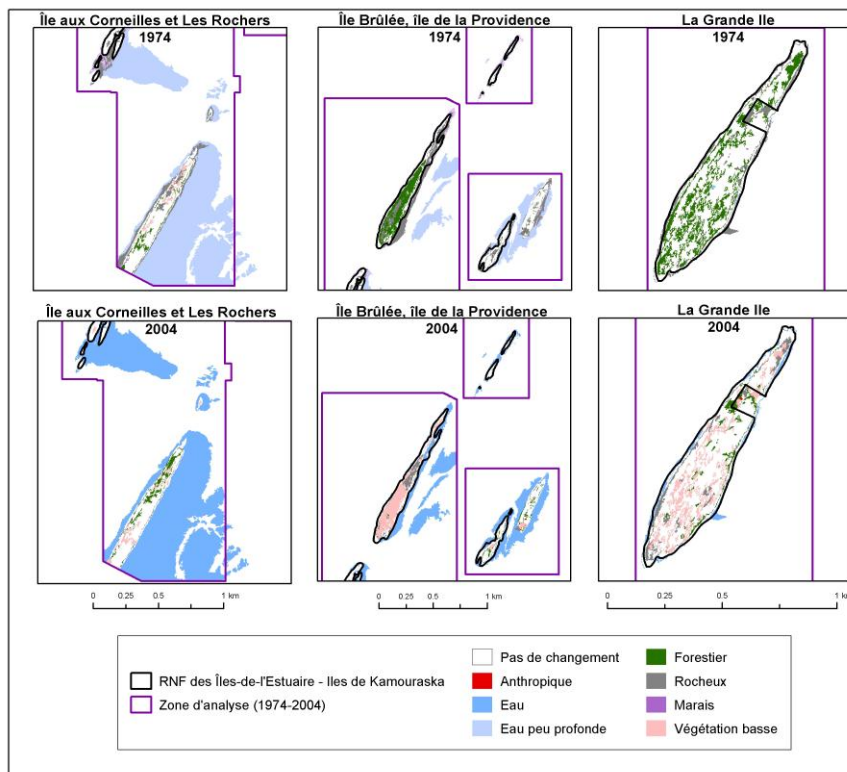 Île aux Corneilles et Les Rochers
1974
Île Brûlée, île de la Providence
1974
La Grande Ile
1974
Île aux Corneilles et Les Rochers
2004
Île Brûlée, île de la Providence
2004
La Grande Ile
2004
0 0.25 0.5 1 km
0 0.25 0.5 1 km
0 0.5 1 km
RNF des Îles-de-l'Estuaire - Iles de Kamouraska
Zone d'analyse (1974-2004)
Pas de changement
Anthropique
Eau
Eau peu profonde
Forestier
Rocheux
Marais
Végétation basse